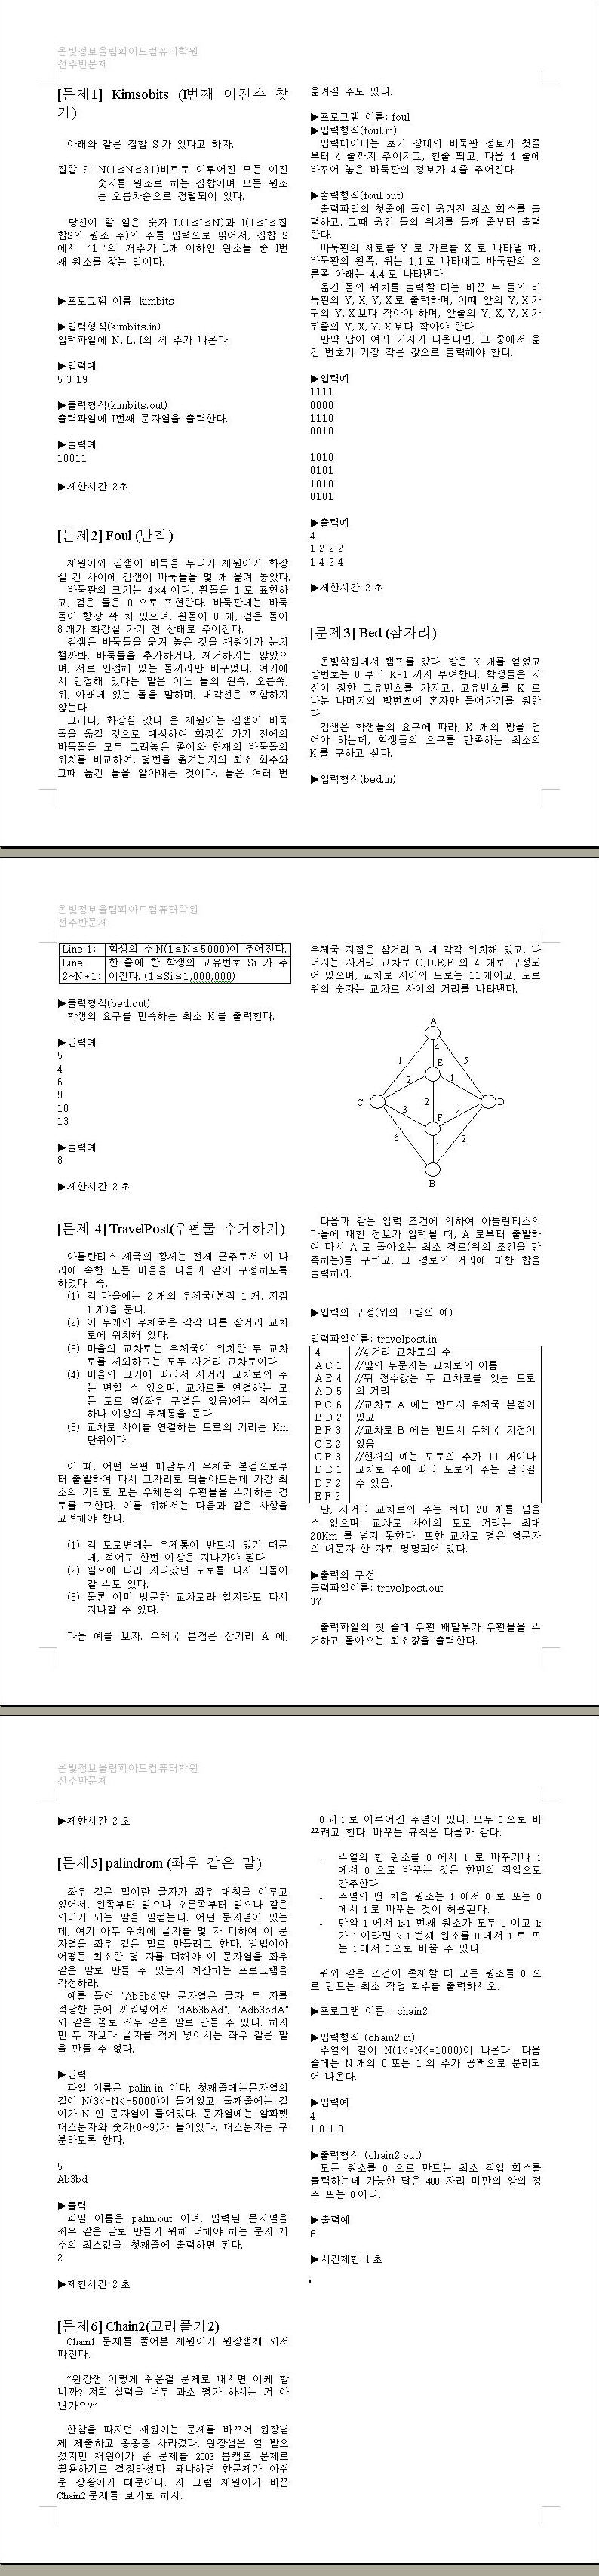 온빛정보올림피아드컴퓨터학원
선수반문제
[문제1] Kimsobits (I번째 이진수 찾
기)
아래와 같은 집합 S가 있다고 하자.
집합 S: N(1≤N≤31)비트로 이루어진 모든 이진
숫자를 원소로 하는 집합이며 모든 원소
는 오름차순으로 정렬되어 있다.
당신이 할 일은 숫자 L(1≤I≤N)과 I(1≤I≤집
합S의 원소 수)의 수를 입력으로 읽어서, 집합 S
에서 '1'의 개수가 L개 이하인 원소들 중 I번
째 원소를 찾는 일이다.
▶프로그램 이름: kimbits
▶입력형식(kimbits.in)
입력파일에 N, L, I의 세 수가 나온다.
▶입력예
5 3 19
▶출력형식(kimbits.out)
출력파일에 I번째 문자열을 출력한다.
▶출력예
10011
▶제한시간 2초
[문제2] Foul (반칙)
재원이와 김샘이 바둑을 두다가 재원이가 화장
실 간 사이에 김샘이 바둑돌을 몇 개 옮겨 놓았다.
바둑판의 크기는 4×4 이며, 흰돌을 1 로 표현하
고, 검은 돌은 0 으로 표현한다. 바둑판에는 바둑
돌이 항상 꽉 차 있으며, 흰돌이 8 개, 검은 돌이
8개가 화장실 가기 전 상태로 주어진다.
김샘은 바둑돌을 옮겨 놓은 것을 재원이가 눈치
챌까봐, 바둑돌을 추가하거나, 제거하지는 않았으
며, 서로 인접해 있는 돌끼리만 바꾸었다. 여기에
서 인접해 있다는 말은 어느 돌의 왼쪽, 오른쪽,
위, 아래에 있는 돌을 말하며, 대각선은 포함하지
않는다.
그러나, 화장실 갔다 온 재원이는 김샘이 바둑
돌을 옮길 것으로 예상하여 화장실 가기 전에의
바둑돌을 모두 그려놓은 종이와 현재의 바둑돌의
위치를 비교하여, 몇번을 옮겨는지의 최소 회수와
그때 옮긴 돌을 알아내는 것이다. 돌은 여러 번
옮겨질 수도 있다.
▶프로그램 이름: foul
▶입력형식(foul.in)
입력데이터는 초기 상태의 바둑판 정보가 첫줄
부터 4 줄까지 주어지고, 한줄 띄고, 다음 4 줄에
바꾸어 놓은 바둑판의 정보가 4줄 주어진다.
▶출력형식(foul.out)
출력파일의 첫줄에 돌이 옮겨진 최소 회수를 출
력하고, 그때 옮긴 돌의 위치를 둘째 줄부터 출력
한다.
바둑판의 세로를 Y 로 가로를 X 로 나타낼 때,
바둑판의 왼쪽, 위는 1,1로 나타내고 바둑판의 오
른쪽 아래는 4,4로 나타낸다.
옮긴 돌의 위치를 출력할 때는 바꾼 두 돌의 바
둑판의 Y, X, Y, X 로 출력하며, 이때 앞의 Y, X 가
뒤의 Y, X 보다 작아야 하며, 앞줄의 Y, X, Y, X 가
뒤줄의 Y, X, Y, X 보다 작아야 한다.
만약 답이 여러 가지가 나온다면, 그 중에서 옮
긴 번호가 가장 작은 값으로 출력해야 한다.
▶입력예
1111
0000
1110
0010
1010
0101
1010
0101
▶출력예
4
1 2 2 2
1 4 2 4
▶제한시간 2초
[문제3] Bed (잠자리)
온빛학원에서 캠프를 갔다. 방은 K 개를 얻었고
방번호는 0 부터 K-1 까지 부여한다. 학생들은 자
신이 정한 고유번호를 가지고, 고유번호를 K 로
나눈 나머지의 방번호에 혼자만 들어가기를 원한
다.
김샘은 학생들의 요구에 따라, K 개의 방을 얻
어야 하는데, 학생들의 요구를 만족하는 최소의
K를 구하고 싶다.
▶입력형식(bed.in)
온빛정보올림피아드컴퓨터학원
선수반문제
Line 1: 학생의 수 N(1≤N≤5000)이 주어진다.
Line 한 줄에 한 학생의 고유번호 Si 가 주
2~N+1: 어진다. (1≤Si≤1,000,000)
▶출력형식(bed.out)
학생의 요구를 만족하는 최소 K를 출력한다.
▶입력예
5
4
6
9
10
13
▶출력예
8
▶제한시간 2초
[문제 4] TravelPost(우편물 수거하기)
아틀란티스 제국의 황제는 전제 군주로서 이 나
라에 속한 모든 마을을 다음과 같이 구성하도록
하였다. 즉,
(1) 각 마을에는 2 개의 우체국(본점 1 개, 지점
1개)을 둔다.
(2) 이 두개의 우체국은 각각 다른 삼거리 교차
로에 위치해 있다.
(3) 마을의 교차로는 우체국이 위치한 두 교차
로를 제외하고는 모두 사거리 교차로이다.
(4) 마을의 크기에 따라서 사거리 교차로의 수
는 변할 수 있으며, 교차로를 연결하는 모
든 도로 옆(좌우 구별은 없음)에는 적어도
하나 이상의 우체통을 둔다.
(5) 교차로 사이를 연결하는 도로의 거리는 Km
단위이다.
이 때, 어떤 우편 배달부가 우체국 본점으로부
터 출발하여 다시 그자리로 되돌아도는데 가장 최
소의 거리로 모든 우체통의 우편물을 수거하는 경
로를 구한다. 이를 위해서는 다음과 같은 사항을
고려해야 한다.
(1) 각 도로변에는 우체통이 반드시 있기 때문
에, 적어도 한번 이상은 지나가야 된다.
(2) 필요에 따라 지나갔던 도로를 다시 되돌아
갈 수도 있다.
(3) 물론 이미 방문한 교차로라 할지라도 다시
지나갈 수 있다.
다음 예를 보자. 우체국 본점은 삼거리 A 에,
우체국 지점은 삼거리 B 에 각각 위치해 있고, 나
머지는 사거리 교차로 C,D,E,F 의 4 개로 구성되
어 있으며, 교차로 사이의 도로는 11개이고, 도로
위의 숫자는 교차로 사이의 거리를 나타낸다.
A
4
1 E 5
2 1
C 2 D
3 F 2
6 3 2
B
다음과 같은 입력 조건에 의하여 아틀란티스의
마을에 대한 정보가 입력될 때, A 로부터 출발하
여 다시 A 로 돌아오는 최소 경로(위의 조건을 만
족하는)를 구하고, 그 경로의 거리에 대한 합을
출력하라.
▶입력의 구성(위의 그림의 예)
입력파일이름: travelpost.in
4 //4거리 교차로의 수
A C 1 //앞의 두문자는 교차로의 이름
A E 4 //뒤 정수값은 두 교차로를 잇는 도로
A D 5 의 거리
B C 6 //교차로 A 에는 반드시 우체국 본점이
B D 2 있고
B F 3 //교차로 B 에는 반드시 우체국 지점이
C E 2 있음.
C F 3 //현재의 예는 도로의 수가 11 개이나
D E 1 교차로 수에 따라 도로의 수는 달라질
D F 2 수 있음.
E F 2
단, 사거리 교차로의 수는 최대 20 개를 넘을
수 없으며, 교차로 사이의 도로 거리는 최대
20Km 를 넘지 못한다. 또한 교차로 명은 영문자
의 대문자 한 자로 명명되어 있다.
▶출력의 구성
출력파일이름: travelpost.out
37
출력파일의 첫 줄에 우편 배달부가 우편물을 수
거하고 돌아오는 최소값을 출력한다.
온빛정보올림피아드컴퓨터학원
선수반문제
▶제한시간 2초
[문제5] palindrom (좌우 같은 말)
좌우 같은 말이란 글자가 좌우 대칭을 이루고
있어서, 왼쪽부터 읽으나 오른쪽부터 읽으나 같은
의미가 되는 말을 일컫는다. 어떤 문자열이 있는
데, 여기 아무 위치에 글자를 몇 자 더하여 이 문
자열을 좌우 같은 말로 만들려고 한다. 방법이야
어떻든 최소한 몇 자를 더해야 이 문자열을 좌우
같은 말로 만들 수 있는지 계산하는 프로그램을
작성하라.
예를 들어 "Ab3bd"란 문자열은 글자 두 자를
적당한 곳에 끼워넣어서 "dAb3bAd", "Adb3bdA"
와 같은 꼴로 좌우 같은 말로 만들 수 있다. 하지
만 두 자보다 글자를 적게 넣어서는 좌우 같은 말
을 만들 수 없다.
▶입력
파일 이름은 palin.in 이다. 첫째줄에는문자열의
길이 N(3<=N<=5000)이 들어있고, 둘째줄에는 길
이가 N 인 문자열이 들어있다. 문자열에는 알파벳
대소문자와 숫자(0~9)가 들어있다. 대소문자는 구
분하도록 한다.
5
Ab3bd
▶출력
파일 이름은 palin.out 이며, 입력된 문자열을
좌우 같은 말로 만들기 위해 더해야 하는 문자 개
수의 최소값을, 첫째줄에 출력하면 된다.
2
▶제한시간 2초
[문제6] Chain2(고리풀기2)
Chain1 문제를 풀어본 재원이가 원장샘께 와서
따진다.
"원장샘 이렇게 쉬운걸 문제로 내시면 어케 합
니까? 저희 실력을 너무 과소 평가 하시는 거 아
닌가요?"
한참을 따지던 재원이는 문제를 바꾸어 원장님
께 제출하고 총총총 사라졌다. 원장샘은 열 받으
셨지만 재원이가 준 문제를 2003 봄캠프 문제로
활용하기로 결정하셨다. 왜냐하면 한문제가 아쉬
운 상황이기 때문이다. 자 그럼 재원이가 바꾼
Chain2 문제를 보기로 하자.
0과 1로 이루어진 수열이 있다. 모두 0으로 바
꾸려고 한다. 바꾸는 규칙은 다음과 같다.
- 수열의 한 원소를 0 에서 1 로 바꾸거나 1
에서 0 으로 바꾸는 것은 한번의 작업으로
간주한다.
- 수열의 맨 처음 원소는 1 에서 0 로 또는 0
에서 1로 바뀌는 것이 허용된다.
- 만약 1 에서 k-1 번째 원소가 모두 0 이고 k
가 1이라면 k+1 번째 원소를 0에서 1로 또
는 1에서 0으로 바꿀 수 있다.
위와 같은 조건이 존재할 때 모든 원소를 0 으
로 만드는 최소 작업 회수를 출력하시오.
▶프로그램 이름 : chain2
▶입력형식 (chain2.in)
수열의 길이 N(1<=N<=1000)이 나온다. 다음
줄에는 N 개의 0 또는 1 의 수가 공백으로 분리되
어 나온다.
▶입력예
4
1 0 1 0
▶출력형식 (chain2.out)
모든 원소를 0 으로 만드는 최소 작업 회수를
출력하는데 가능한 답은 400 자리 미만의 양의 정
수 또는 0이다.
▶출력예
6
▶시간제한 1초